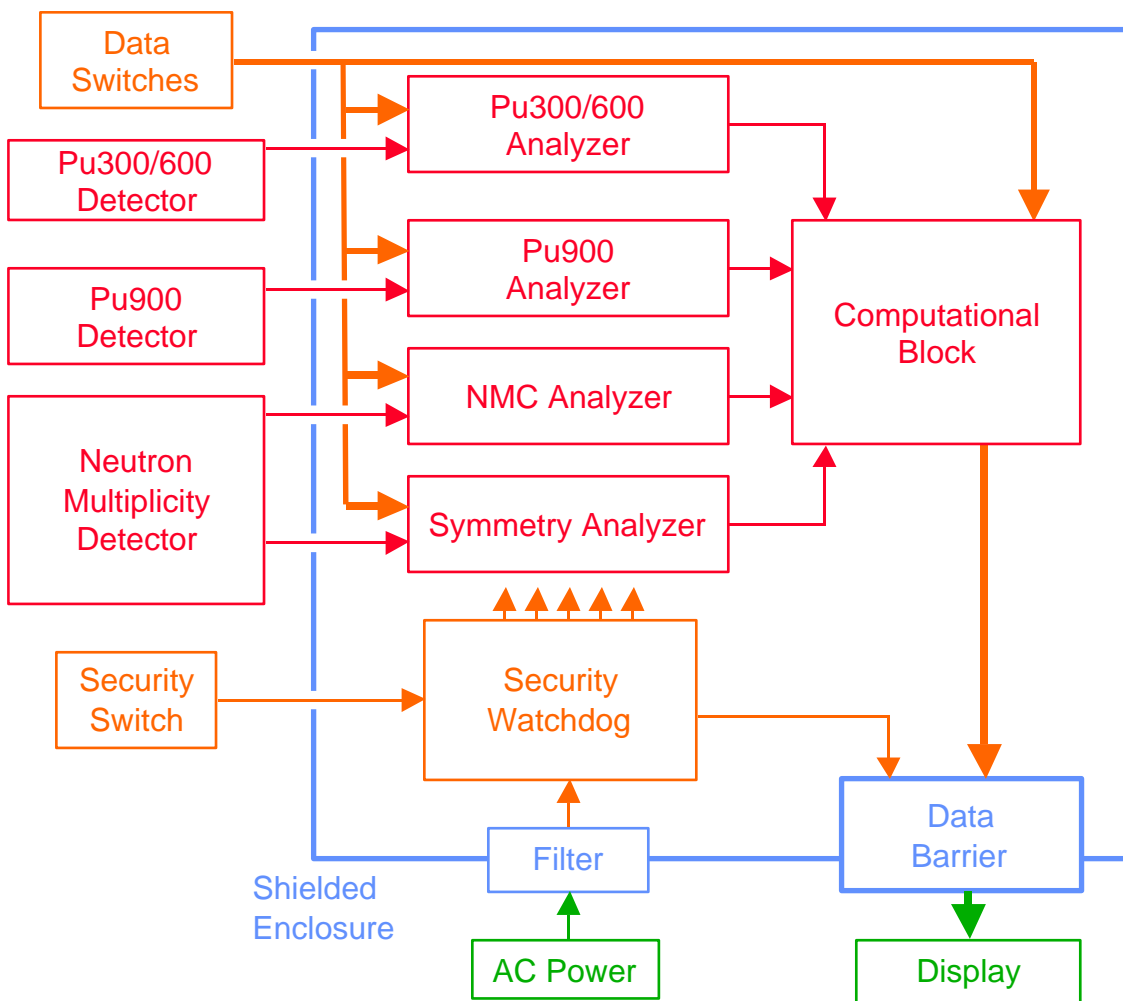 Data
Switches
Pu300/600
Analyzer
Pu300/600
Detector
Pu900
Analyzer
Pu900
Detector
Computational
Block
NMC Analyzer
Neutron
Multiplicity
Detector
Symmetry Analyzer
Security
Switch
Security
Watchdog
Data
Barrier
Filter
Shielded
Enclosure
AC Power
Display